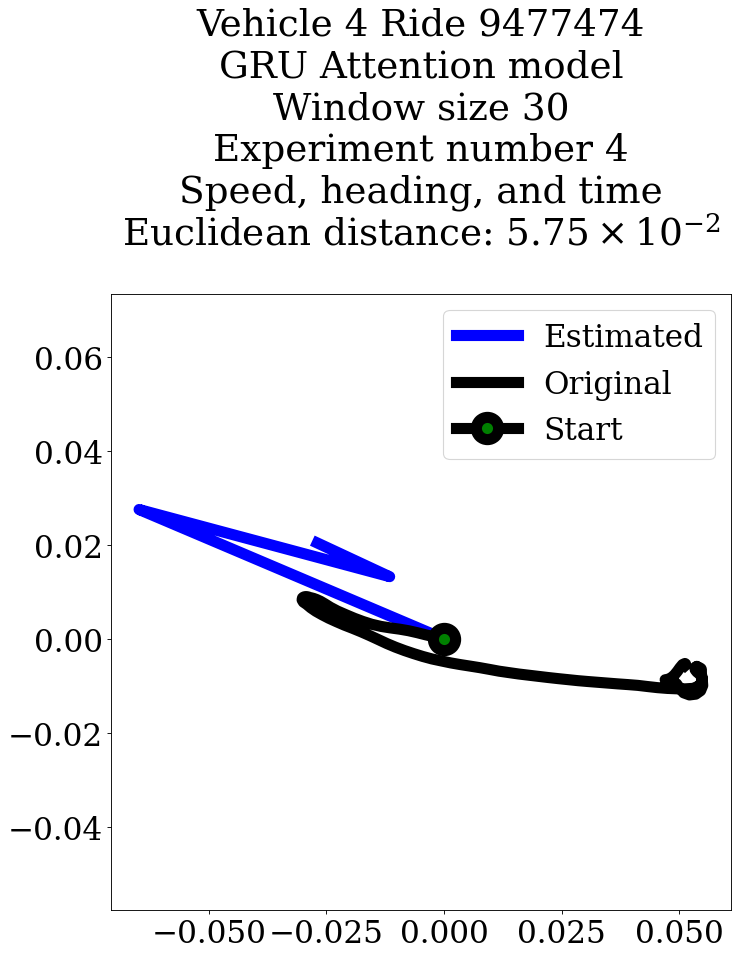 Vehicle 4 Ride 9477474
GRU Attention model
Window size 30
Experiment number 4
Speed, heading, and time
Euclidean distance: 5.75 × 10⁻²
Estimated
Original
Start
0.06
0.04
0.02
0.00
−0.02
−0.04
−0.050 −0.025 0.000 0.025 0.050